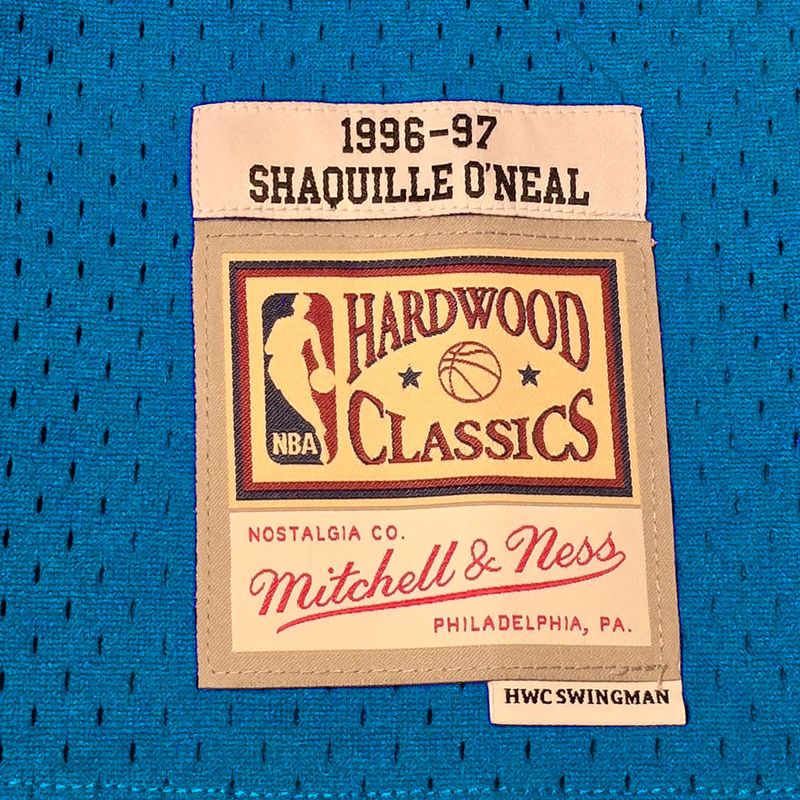 1996-97
SHAQUILLE O'NEAL
HARDWOOD
CLASSICS
NBA
NOSTALGIA CO.
Mitchell & Ness
PHILADELPHIA, PA.
HWC SWINGMAN